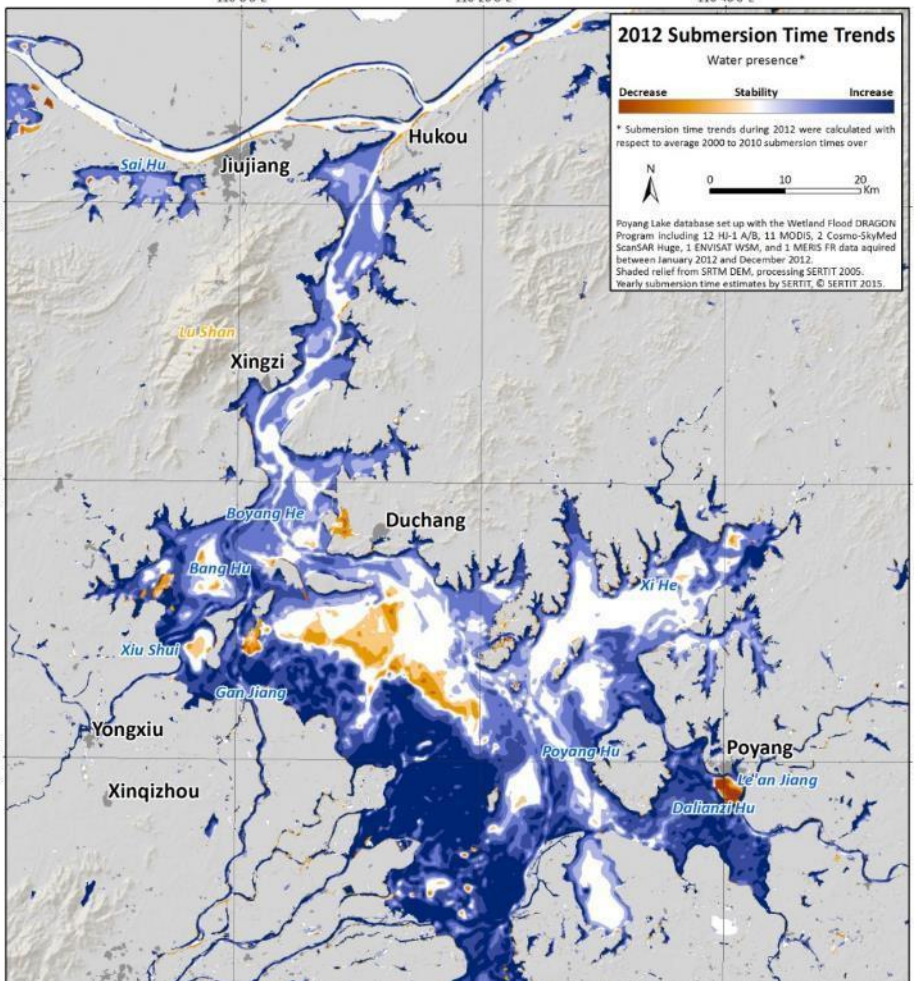 2012 Submersion Time Trends
Water presence*
Decrease Stability Increase
* Submersion time trends during 2012 were calculated with
respect to average 2000 to 2010 submersion times over
N
0 10 20
Km
Poyang Lake database set up with the Wetland Flood DRAGON
Program including 12 HJ-1 A/B, 11 MODIS, 2 Cosmo-SkyMed
ScanSAR Huge, 1 ENVISAT WSM, and 1 MERIS FR data aquired
between January 2012 and December 2012.
Shaded relief from SRTM DEM, processing SERTIT 2005.
Yearly submersion time estimates by SERTIT, © SERTIT 2015.
Hukou
Sai Hu
Jiujiang
Lu Shan
Xingzi
Boyang He
Duchang
Bang Hu
Xi He
Xiu Shui
Gan Jiang
Yongxiu
Poyang Hu
Poyang
Le'an Jiang
Xinqizhou
Dalianzi Hu